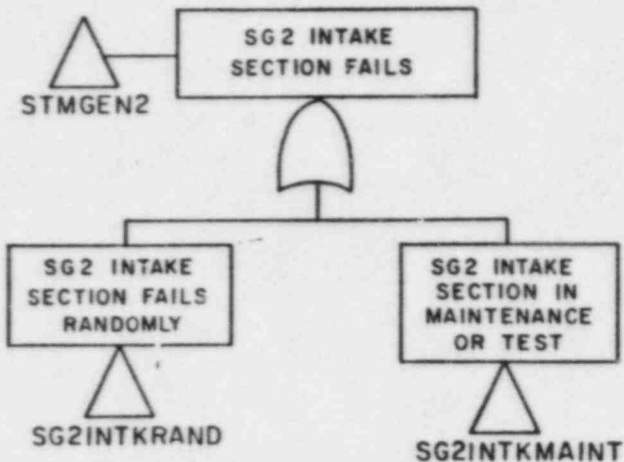 SG2 INTAKE
SECTION FAILS
STMGEN2
SG2 INTAKE
SECTION FAILS
RANDOMLY
SG2 INTAKE
SECTION IN
MAINTENANCE
OR TEST
SG2INTKRAND
SG2INTKMAINT